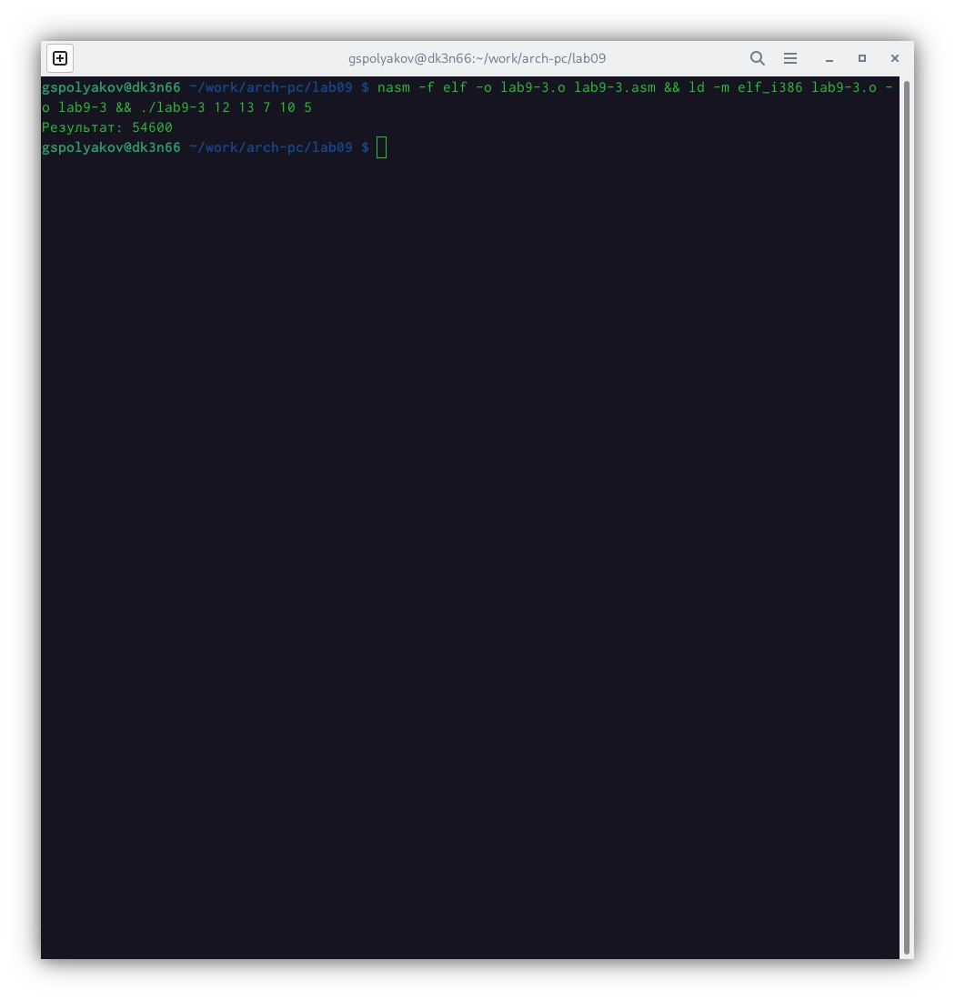 gspolyakov@dk3n66:~/work/arch-pc/lab09
gspolyakov@dk3n66 ~/work/arch-pc/lab09 $ nasm -f elf -o lab9-3.o lab9-3.asm && ld -m elf_i386 lab9-3.o -
o lab9-3 && ./lab9-3 12 13 7 10 5
Результат: 54600
gspolyakov@dk3n66 ~/work/arch-pc/lab09 $